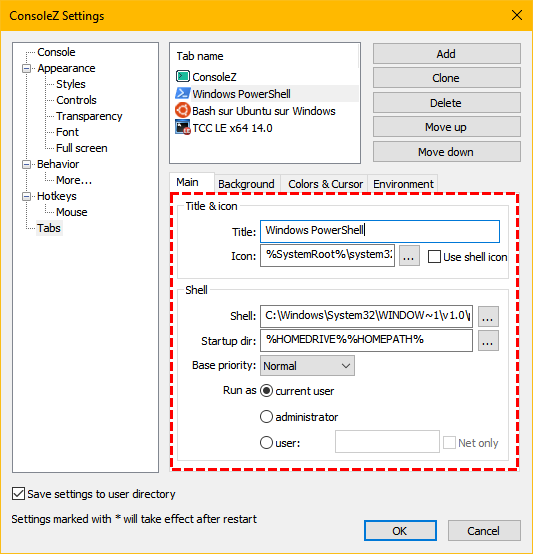 ConsoleZ Settings
Console
Appearance
Styles
Controls
Transparency
Font
Full screen
Behavior
More...
Hotkeys
Mouse
Tabs
Tab name
ConsoleZ
Windows PowerShell
Bash sur Ubuntu sur Windows
TCC LE x64 14.0
Add
Clone
Delete
Move up
Move down
Main Background Colors & Cursor Environment
Title & icon
Title: Windows PowerShell
Icon: %SystemRoot%\system32 ... Use shell icon
Shell
Shell: C:\Windows\System32\WINDOW~1\v1.0\ ...
Startup dir: %HOMEDRIVE%%HOMEPATH% ...
Base priority: Normal
Run as current user
administrator
user: Net only
Save settings to user directory
Settings marked with * will take effect after restart
OK Cancel